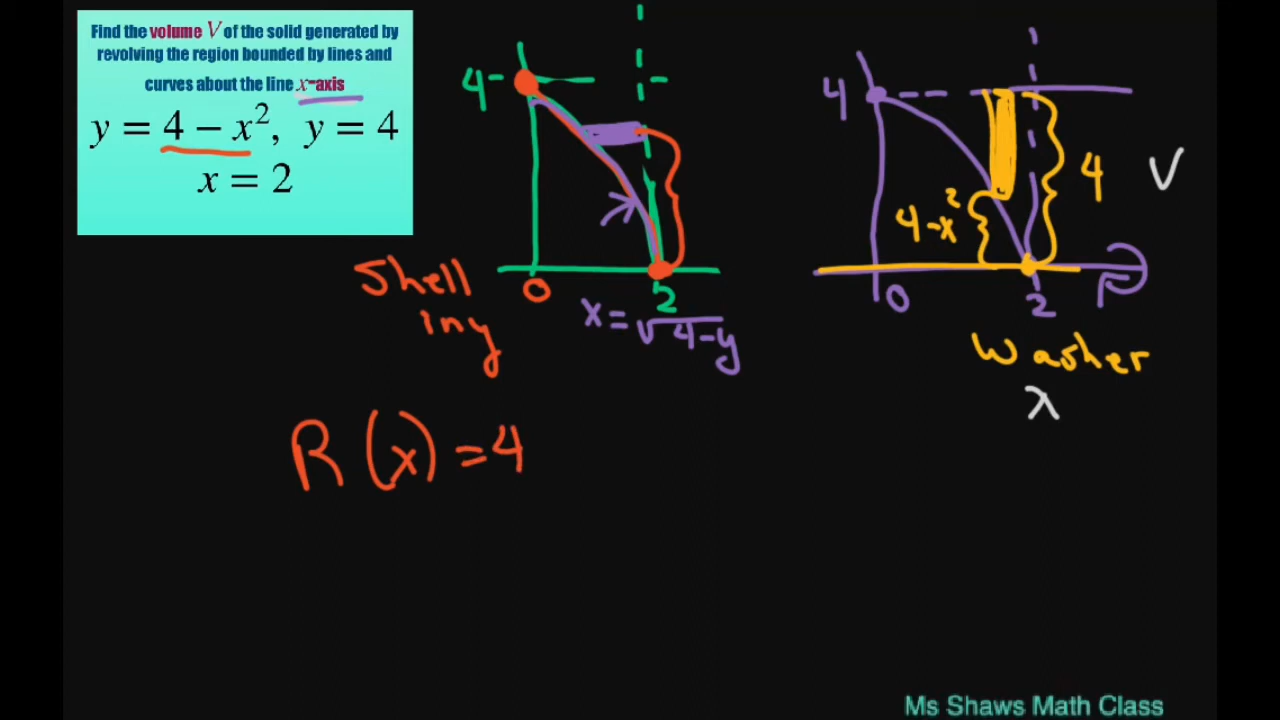 Find the volume V of the solid generated by
revolving the region bounded by lines and
curves about the line x-axis
y = 4 − x², y = 4
x = 2
4
0
2
x = √4-y
Shell
in y
4
4-x²
4
V
0
2
Washer
x
R(x) = 4
Ms Shaws Math Class